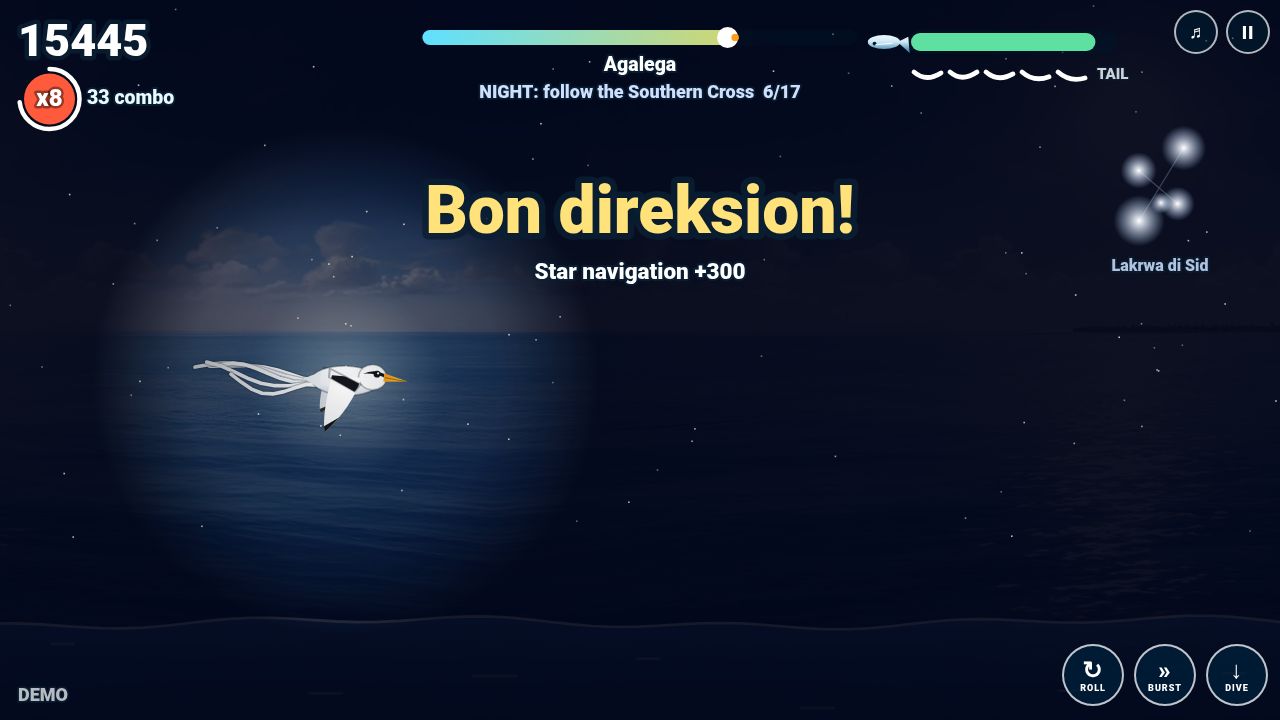 15445
x8 33 combo
Agalega
NIGHT: follow the Southern Cross 6/17
TAIL
Bon direksion!
Star navigation +300
Lakrwa di Sid
DEMO
ROLL
BURST
DIVE